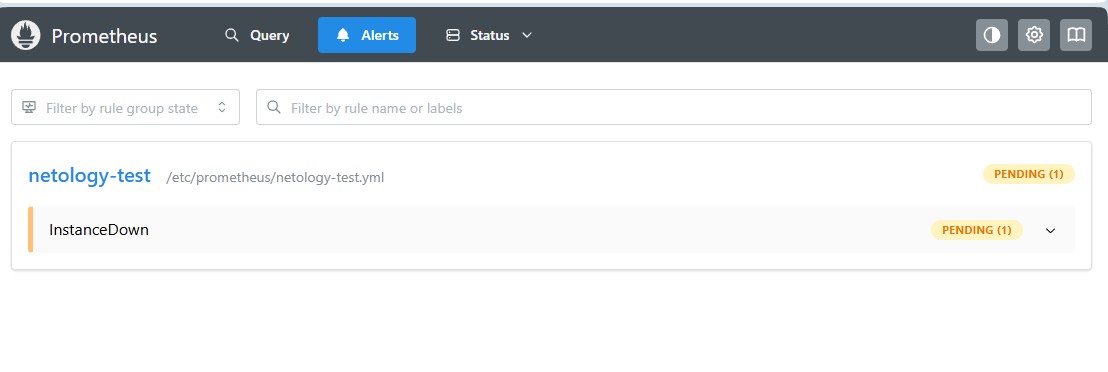 Prometheus Query Alerts Status
Filter by rule group state Filter by rule name or labels
netology-test /etc/prometheus/netology-test.yml PENDING (1)
InstanceDown PENDING (1)